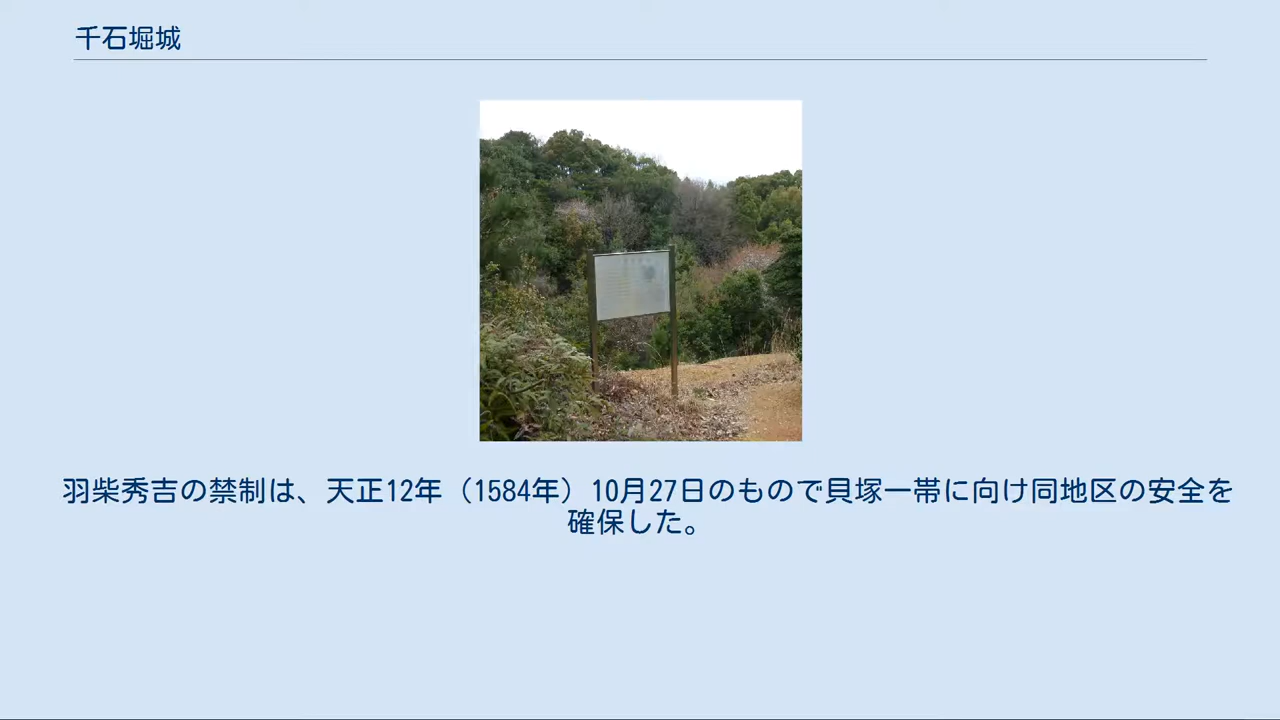 千石堀城
羽柴秀吉の禁制は、天正12年（1584年）10月27日のもので貝塚一帯に向け同地区の安全を
確保した。